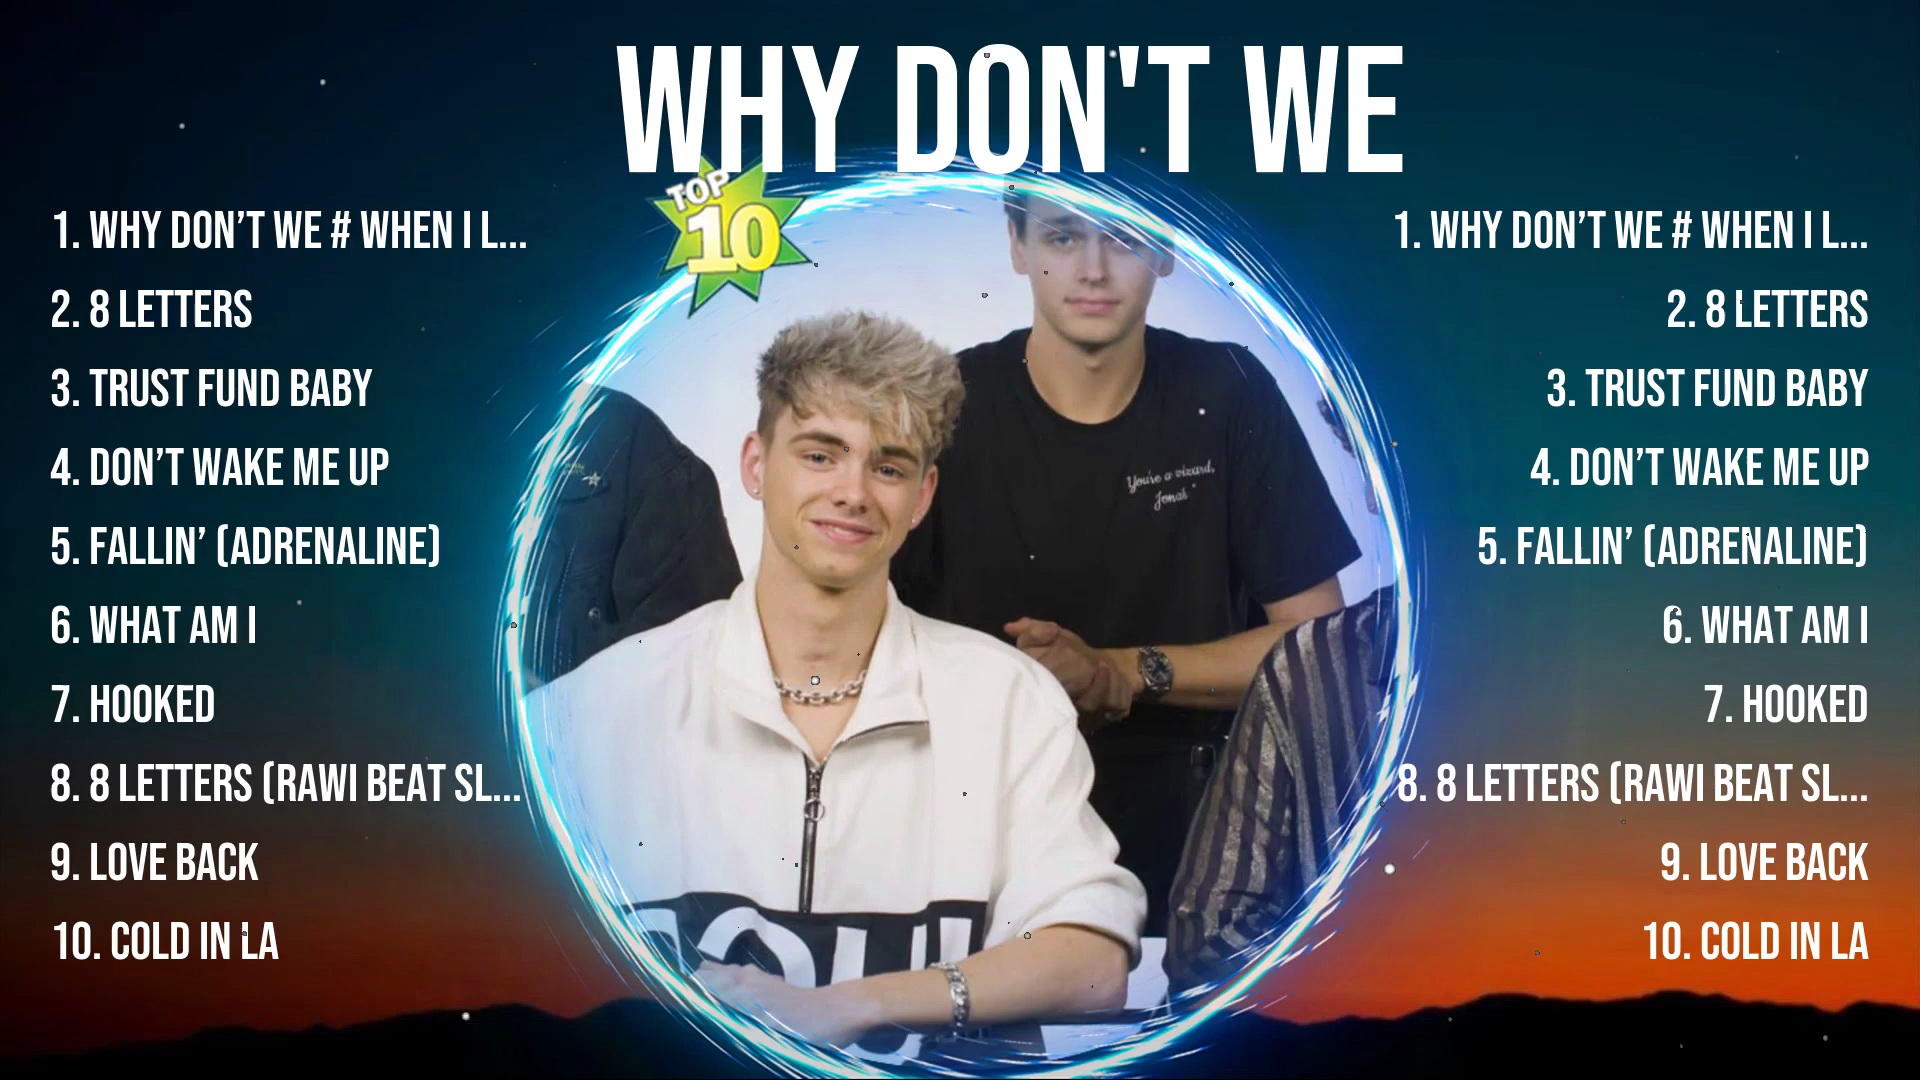 WHY DON'T WE
TOP
10
1. WHY DON’T WE # WHEN I L...
2. 8 LETTERS
3. TRUST FUND BABY
4. DON’T WAKE ME UP
5. FALLIN’ (ADRENALINE)
6. WHAT AM I
7. HOOKED
8. 8 LETTERS (RAWI BEAT SL...
9. LOVE BACK
10. COLD IN LA
1. WHY DON’T WE # WHEN I L...
2. 8 LETTERS
3. TRUST FUND BABY
4. DON’T WAKE ME UP
5. FALLIN’ (ADRENALINE)
6. WHAT AM I
7. HOOKED
8. 8 LETTERS (RAWI BEAT SL...
9. LOVE BACK
10. COLD IN LA
You're a wizard,
Jonah "